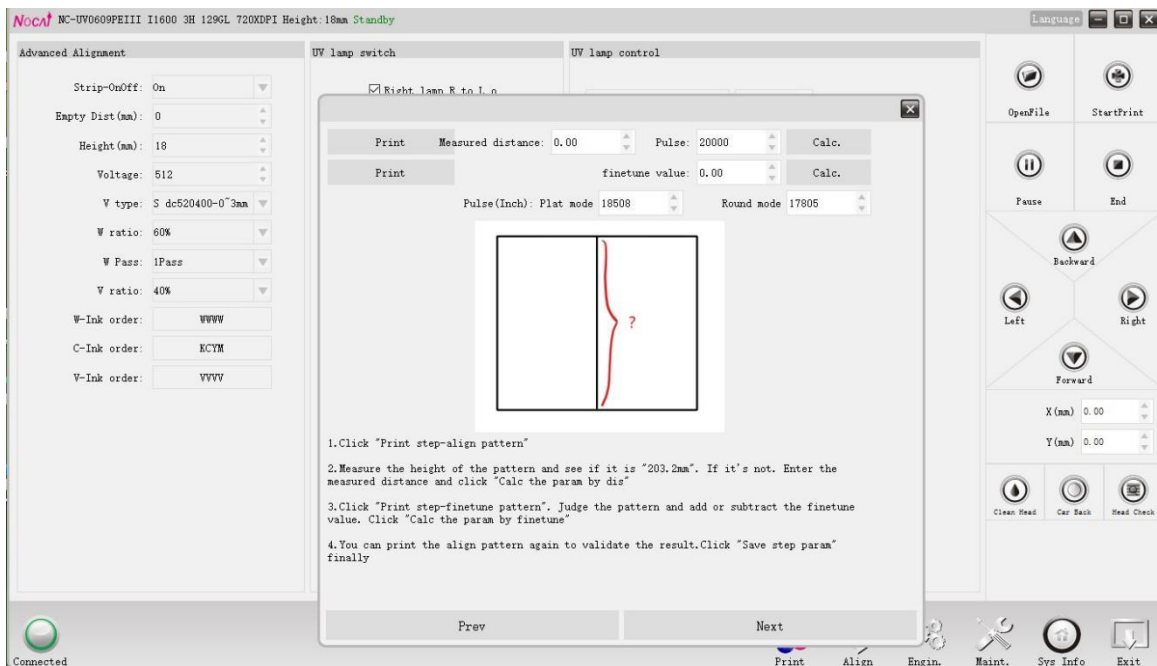 Nocai NC-UV0609PEIII I1600 3H 129GL 720XDPI Height:18mm Standby
Language
Advanced Alignment
Strip-OnOff: On
Empty Dist(mm): 0
Height(mm): 18
Voltage: 512
V type: S dc520400-0~3mm
W ratio: 60%
W Pass: 1Pass
V ratio: 40%
W-Ink order: WWWW
C-Ink order: KCYM
V-Ink order: VVVV
UV lamp switch
Right lamp R to L o
UV lamp control
Print Measured distance: 0.00 Pulse: 20000 Calc.
Print finetune value: 0.00 Calc.
Pulse(Inch): Plat mode 18508 Round mode 17805
?
1.Click "Print step-align pattern"
2.Measure the height of the pattern and see if it is "203.2mm". If it's not. Enter the
measured distance and click "Calc the param by dis"
3.Click "Print step-finetune pattern". Judge the pattern and add or subtract the finetune
value. Click "Calc the param by finetune"
4.You can print the align pattern again to validate the result.Click "Save step param"
finally
Prev Next
OpenFile StartPrint
Pause End
Backward
Left Right
Forward
X(mm) 0.00
Y(mm) 0.00
Clean Head Car Back Head Check
Connected
Print Align Engin. Maint. Sys Info Exit